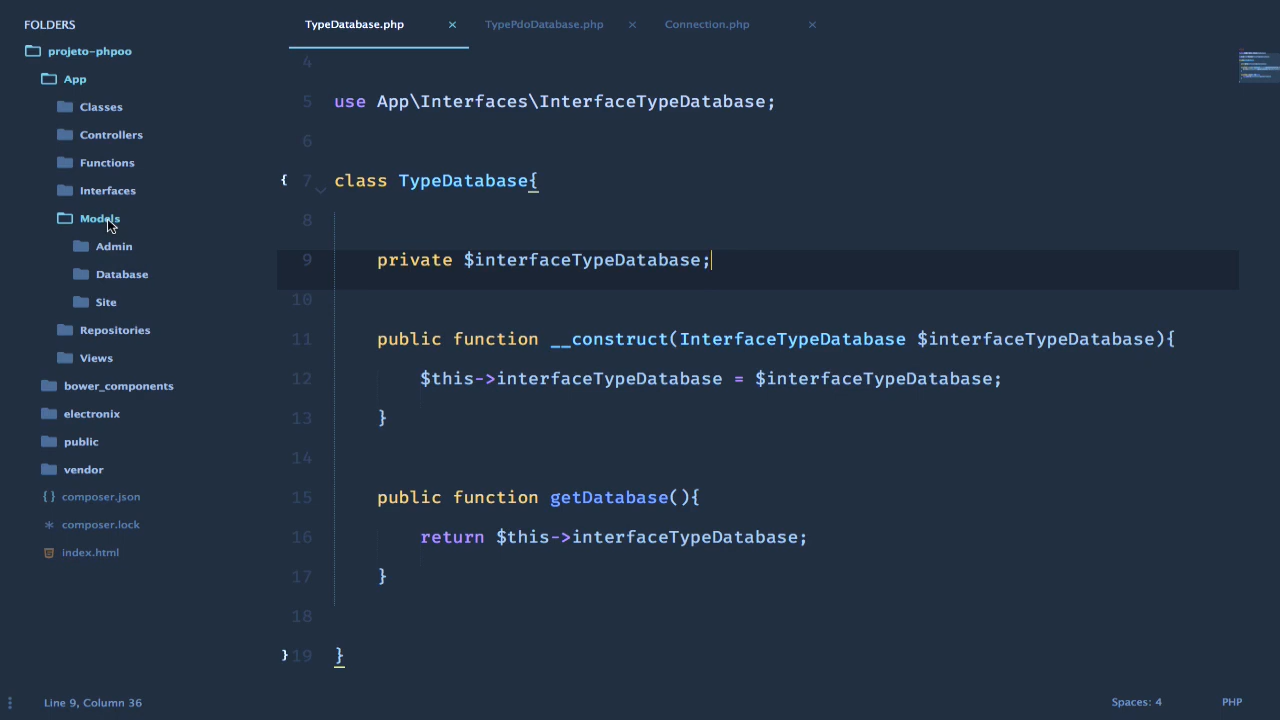 FOLDERS
projeto-phpoo
App
Classes
Controllers
Functions
Interfaces
Models
Admin
Database
Site
Repositories
Views
bower_components
electronix
public
vendor
{ } composer.json
* composer.lock
index.html
TypeDatabase.php × TypePdoDatabase.php × Connection.php ×
4
5 use App\Interfaces\InterfaceTypeDatabase;
6
{ 7 class TypeDatabase{
8
9 private $interfaceTypeDatabase;
10
11 public function __construct(InterfaceTypeDatabase $interfaceTypeDatabase){
12 $this->interfaceTypeDatabase = $interfaceTypeDatabase;
13 }
14
15 public function getDatabase(){
16 return $this->interfaceTypeDatabase;
17 }
18
} 19 }
Line 9, Column 36
Spaces: 4 PHP